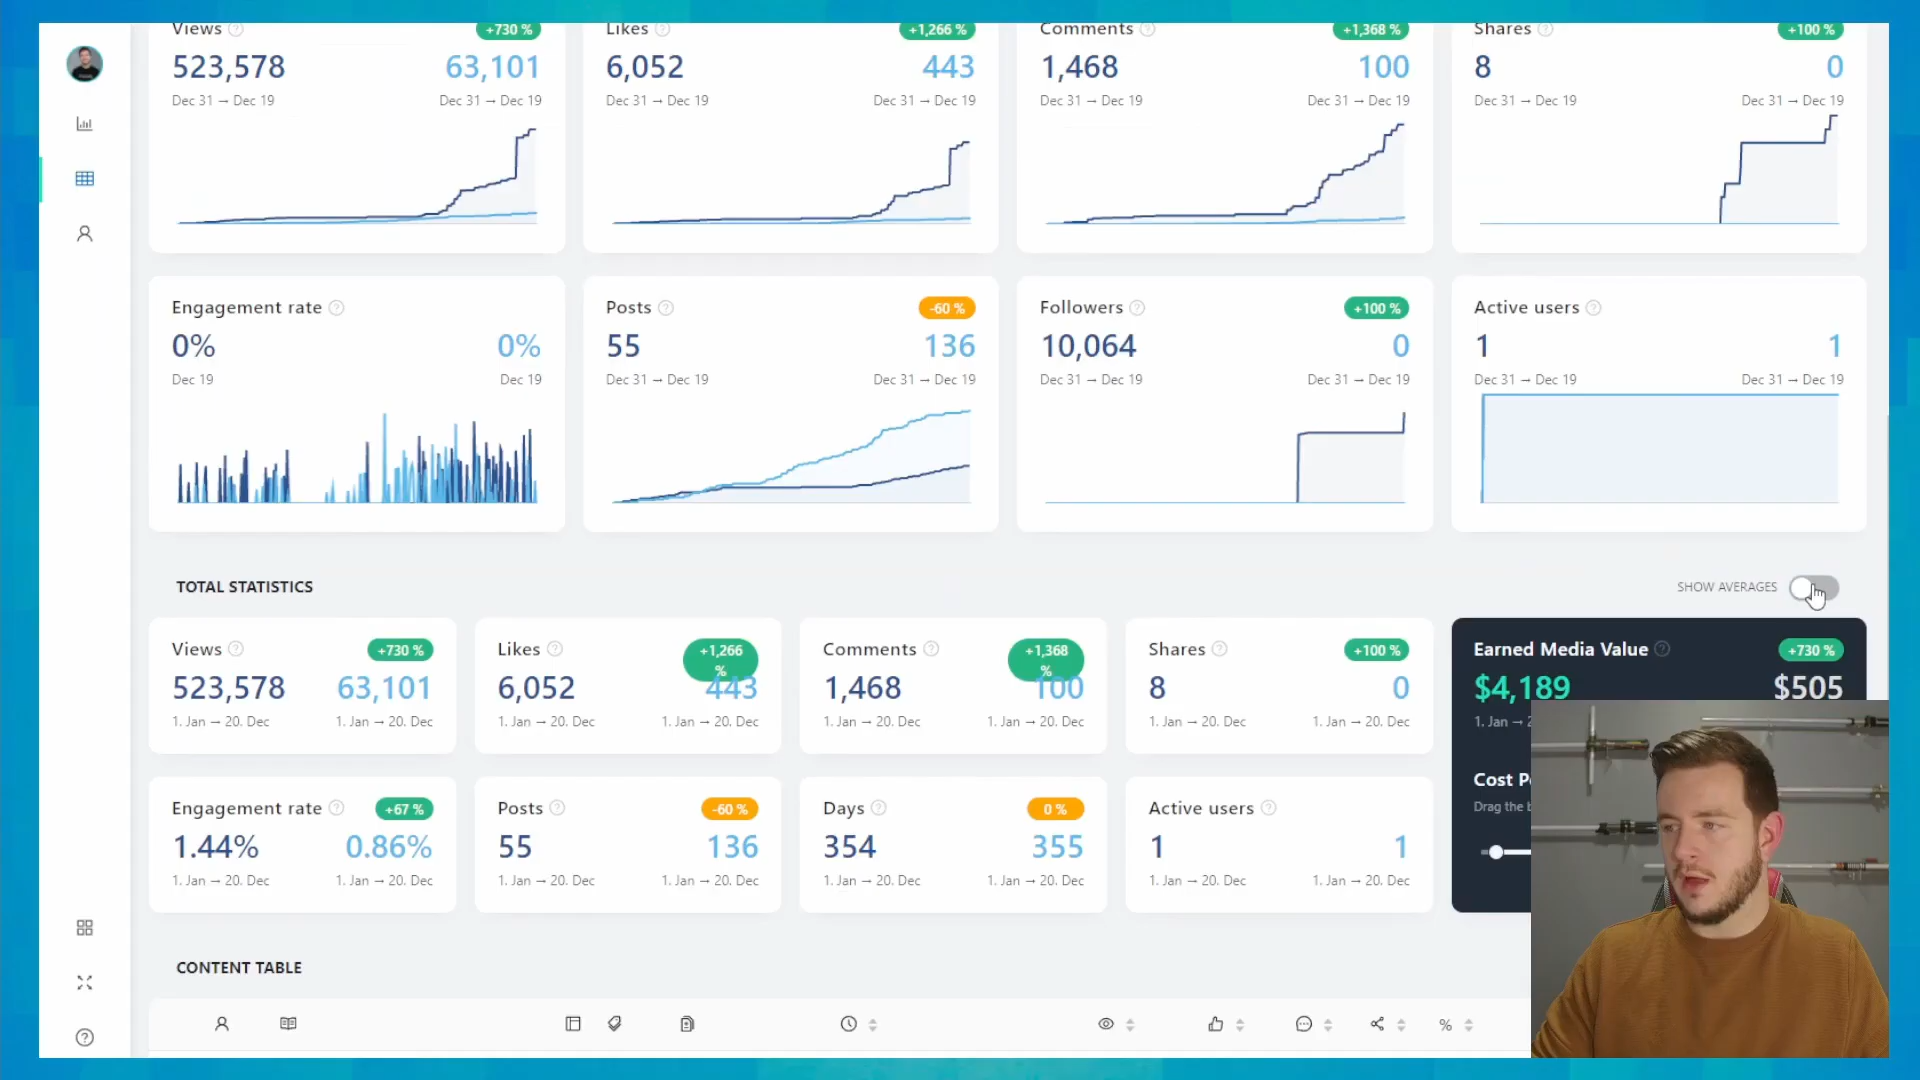 Views +730 %
523,578 63,101
Dec 31 → Dec 19 Dec 31 → Dec 19
Likes +1,266 %
6,052 443
Dec 31 → Dec 19 Dec 31 → Dec 19
Comments +1,368 %
1,468 100
Dec 31 → Dec 19 Dec 31 → Dec 19
Shares +100 %
8 0
Dec 31 → Dec 19 Dec 31 → Dec 19
Engagement rate
0% 0%
Dec 19 Dec 19
Posts -60 %
55 136
Dec 31 → Dec 19 Dec 31 → Dec 19
Followers +100 %
10,064 0
Dec 31 → Dec 19 Dec 31 → Dec 19
Active users
1 1
Dec 31 → Dec 19 Dec 31 → Dec 19
TOTAL STATISTICS
SHOW AVERAGES
Views +730 %
523,578 63,101
1. Jan → 20. Dec 1. Jan → 20. Dec
Likes +1,266 %
6,052 443
1. Jan → 20. Dec 1. Jan → 20. Dec
Comments +1,368 %
1,468 100
1. Jan → 20. Dec 1. Jan → 20. Dec
Shares +100 %
8 0
1. Jan → 20. Dec 1. Jan → 20. Dec
Earned Media Value +730 %
$4,189 $505
1. Jan → 2
Cost P
Drag the b
Engagement rate +67 %
1.44% 0.86%
1. Jan → 20. Dec 1. Jan → 20. Dec
Posts -60 %
55 136
1. Jan → 20. Dec 1. Jan → 20. Dec
Days 0 %
354 355
1. Jan → 20. Dec 1. Jan → 20. Dec
Active users
1 1
1. Jan → 20. Dec 1. Jan → 20. Dec
CONTENT TABLE
%